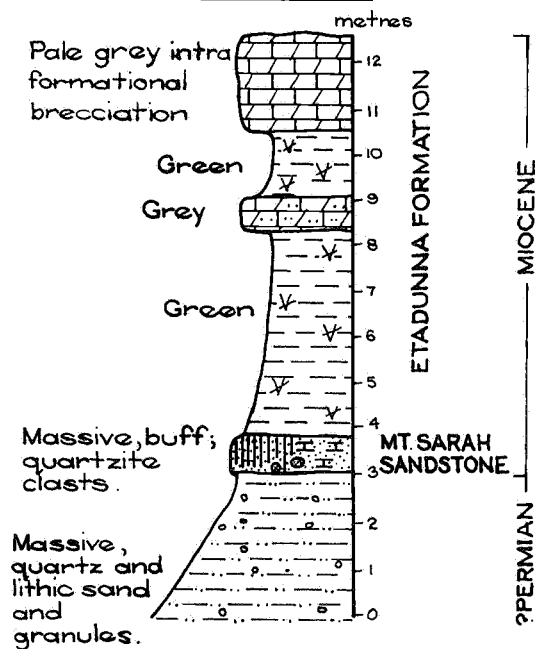 metres
Pale grey intra
formational
brecciation
Green
Grey
Green
Massive, buff;
quartzite
clasts.
Massive,
quartz and
lithic sand
and
granules.
12
11
10
9
8
7
6
5
4
3
2
1
0
ETADUNNA FORMATION
MT. SARAH
SANDSTONE
MIOCENE
?PERMIAN